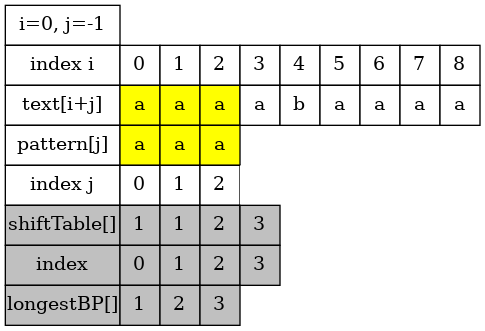 i=0, j=-1
index i 0 1 2 3 4 5 6 7 8
text[i+j] a a a a b a a a a
pattern[j] a a a
index j 0 1 2
shiftTable[] 1 1 2 3
index 0 1 2 3
longestBP[] 1 2 3